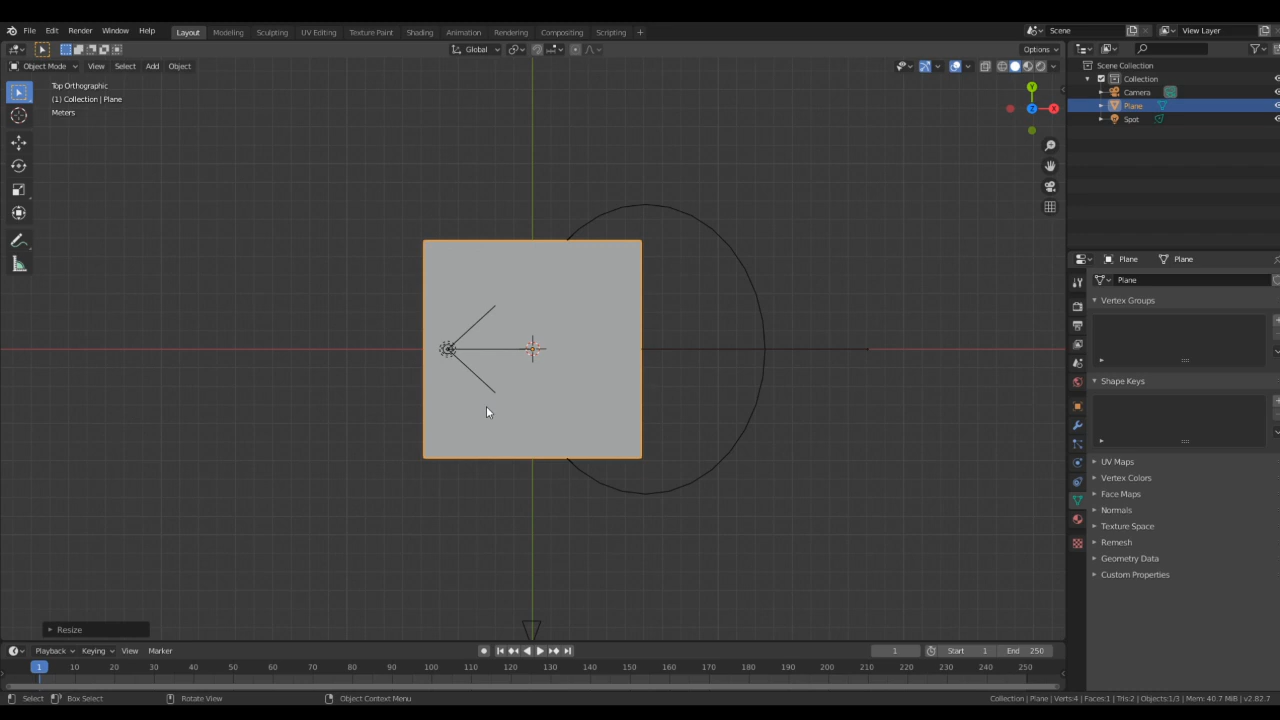 File Edit Render Window Help Layout Modeling Sculpting UV Editing Texture Paint Shading Animation Rendering Compositing Scripting + Scene View Layer
Global Options
Object Mode View Select Add Object
Top Orthographic
(1) Collection | Plane
Meters
Y
Z X
Scene Collection
Collection
Camera
Plane
Spot
Plane Plane
Plane
Vertex Groups
Shape Keys
UV Maps
Vertex Colors
Face Maps
Normals
Texture Space
Remesh
Geometry Data
Custom Properties
Resize
Playback Keying View Marker 1 Start 1 End 250
1 10 20 30 40 50 60 70 80 90 100 110 120 130 140 150 160 170 180 190 200 210 220 230 240 250
Select Box Select Rotate View Object Context Menu Collection | Plane | Verts:4 | Faces:1 | Tris:2 | Objects:1/3 | Mem: 40.7 MiB | v2.82.7